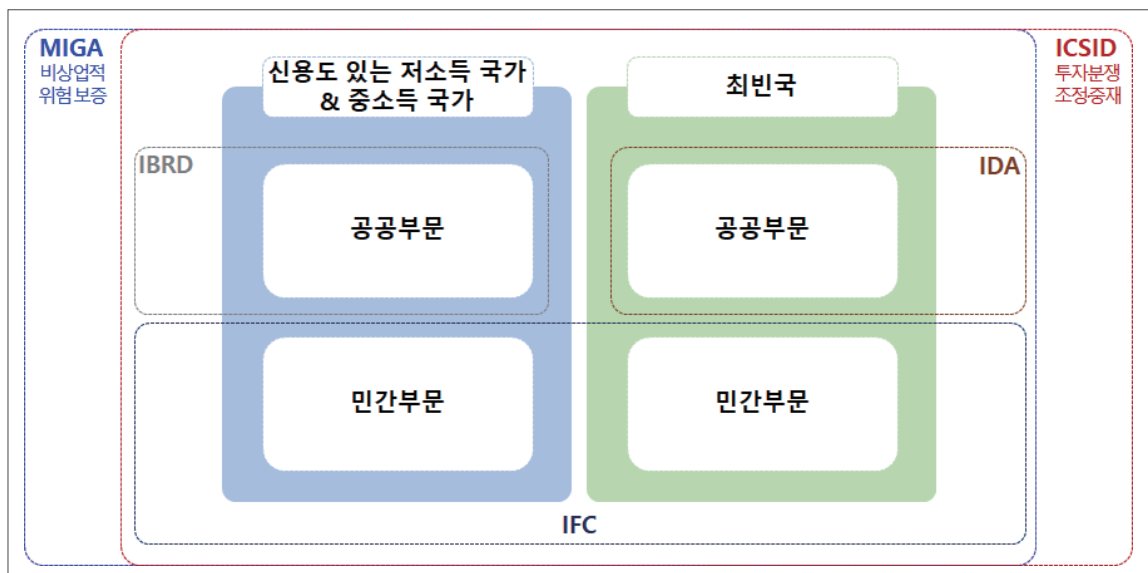 MIGA
비상업적
위험 보증
ICSID
투자분쟁
조정·중재
신용도 있는 저소득 국가
& 중소득 국가
최빈국
IBRD
IDA
공공부문
공공부문
민간부문
민간부문
IFC